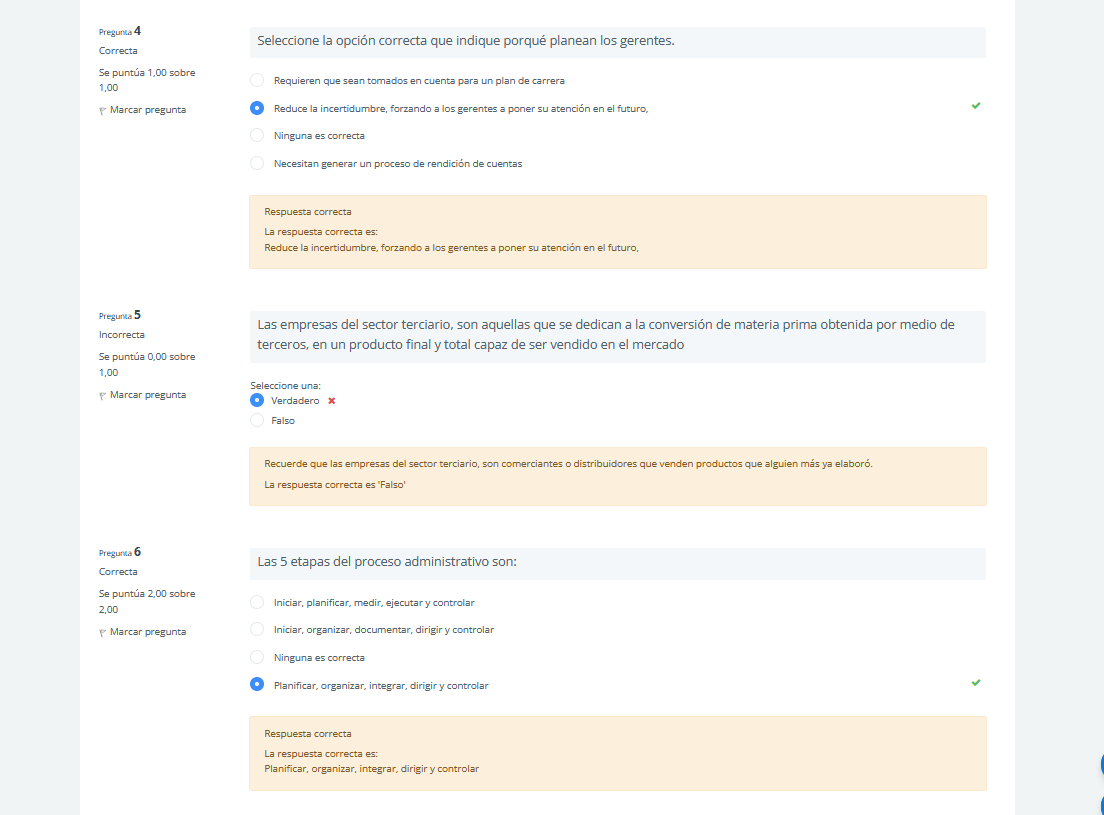 Pregunta 4
Correcta
Se puntúa 1,00 sobre
1,00
Marcar pregunta
Seleccione la opción correcta que indique porqué planean los gerentes.
Requieren que sean tomados en cuenta para un plan de carrera
Reduce la incertidumbre, forzando a los gerentes a poner su atención en el futuro,
Ninguna es correcta
Necesitan generar un proceso de rendición de cuentas
Respuesta correcta
La respuesta correcta es:
Reduce la incertidumbre, forzando a los gerentes a poner su atención en el futuro,
Pregunta 5
Incorrecta
Se puntúa 0,00 sobre
1,00
Marcar pregunta
Las empresas del sector terciario, son aquellas que se dedican a la conversión de materia prima obtenida por medio de
terceros, en un producto final y total capaz de ser vendido en el mercado
Seleccione una:
Verdadero
Falso
Recuerde que las empresas del sector terciario, son comerciantes o distribuidores que venden productos que alguien más ya elaboró.
La respuesta correcta es 'Falso'
Pregunta 6
Correcta
Se puntúa 2,00 sobre
2,00
Marcar pregunta
Las 5 etapas del proceso administrativo son:
Iniciar, planificar, medir, ejecutar y controlar
Iniciar, organizar, documentar, dirigir y controlar
Ninguna es correcta
Planificar, organizar, integrar, dirigir y controlar
Respuesta correcta
La respuesta correcta es:
Planificar, organizar, integrar, dirigir y controlar